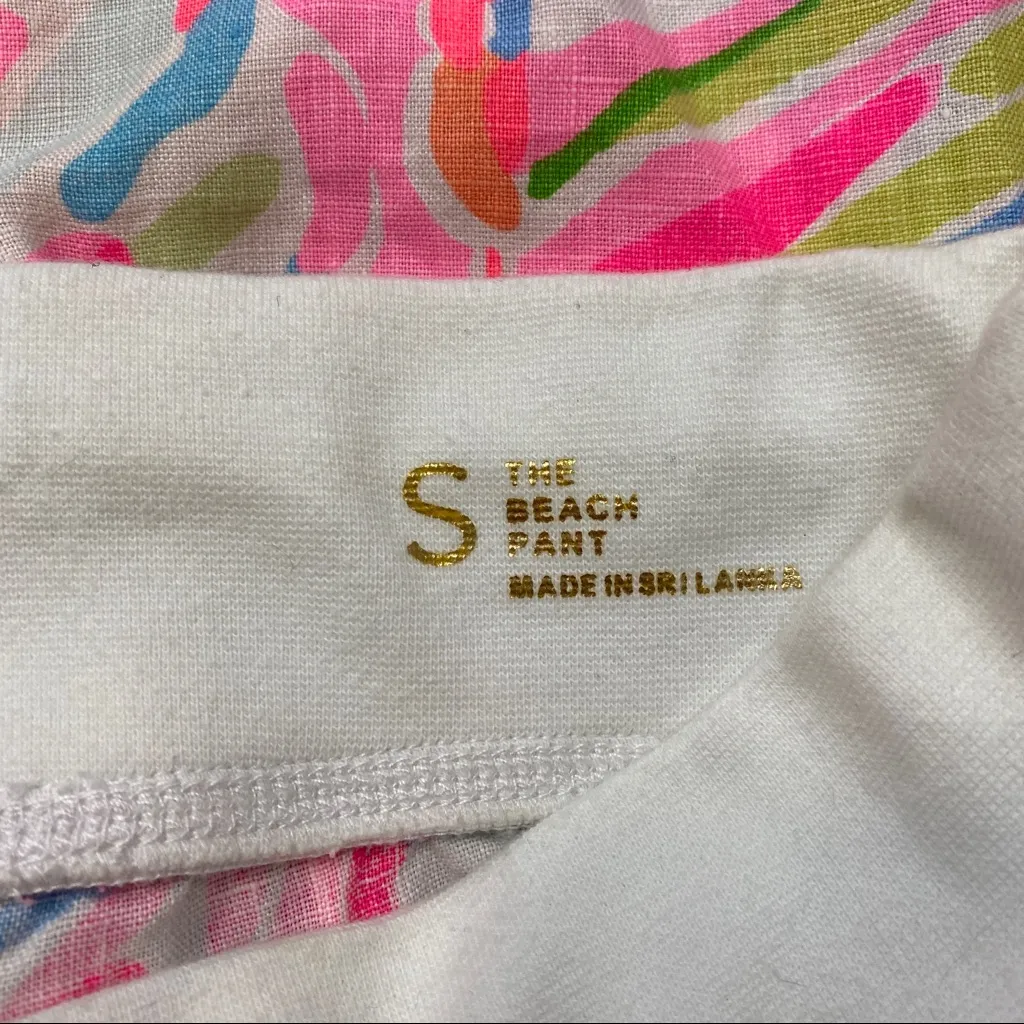 S
THE
BEACH
PANT
MADE IN SRI LANKA